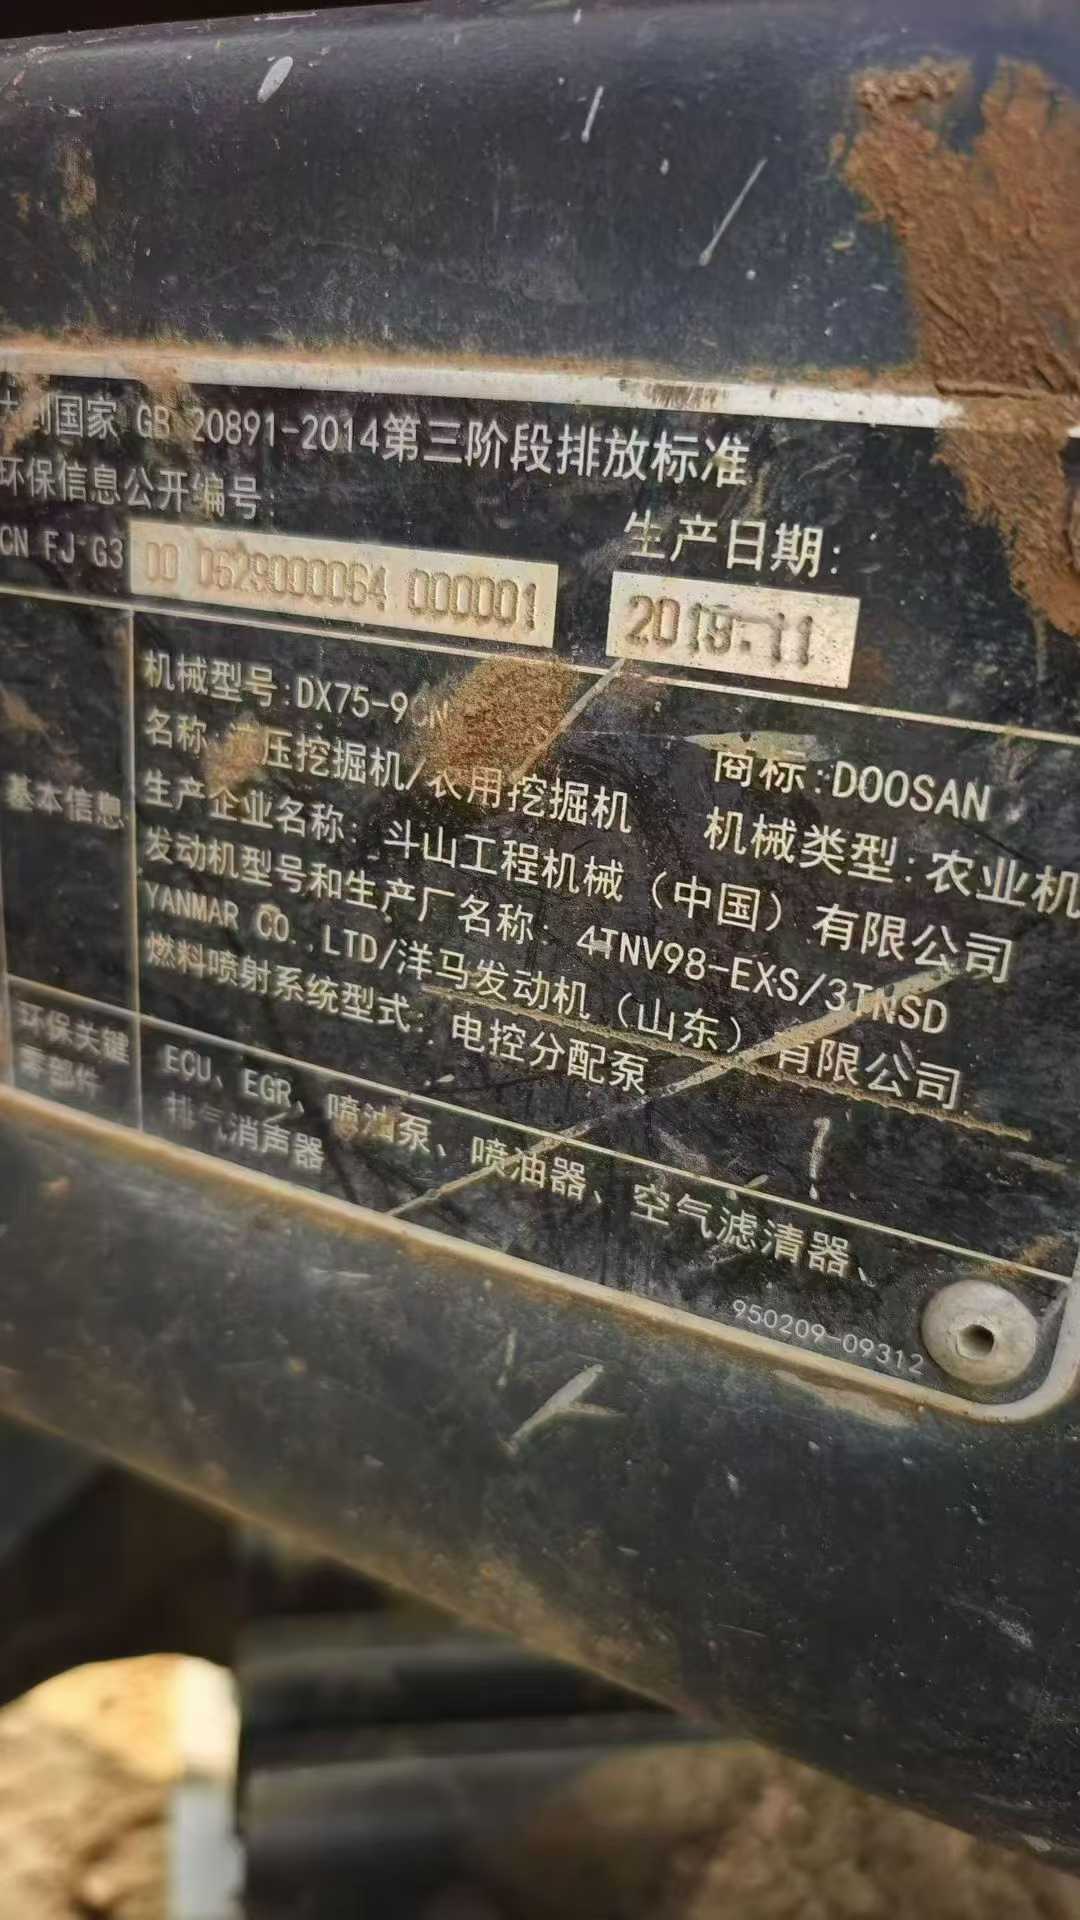 国家 GB 20891-2014第三阶段排放标准
环保信息公开编号:
生产日期:
CN FJ G3 00 0629000064 000001
2019.11
基本信息
机械型号:DX75-9CN
商标:DOOSAN
名称: 压挖掘机/农用挖掘机
机械类型:农业机
生产企业名称: 斗山工程机械（中国）有限公司
发动机型号和生产厂名称: 4TNV98-EXS/3TNSD
YANMAR CO.,LTD/洋马发动机（山东）有限公司
燃料喷射系统型式: 电控分配泵
环保关键
零部件
ECU、EGR、喷油泵、喷油器、空气滤清器、
排气消声器
950209-09312